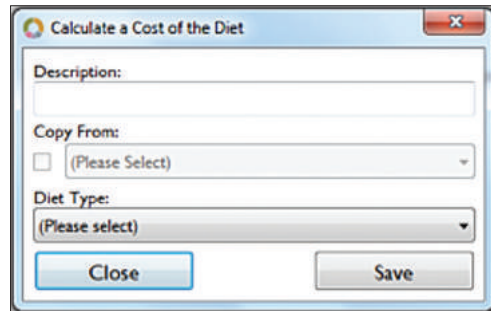 Calculate a Cost of the Diet
Description:
Copy From:
(Please Select)
Diet Type:
(Please select)
Close Save